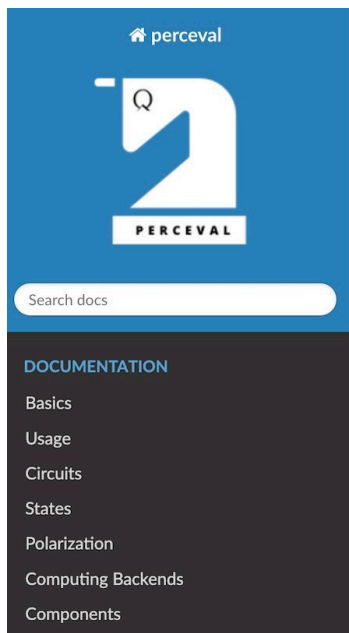 perceval
Q
PERCEVAL
Search docs
DOCUMENTATION
Basics
Usage
Circuits
States
Polarization
Computing Backends
Components